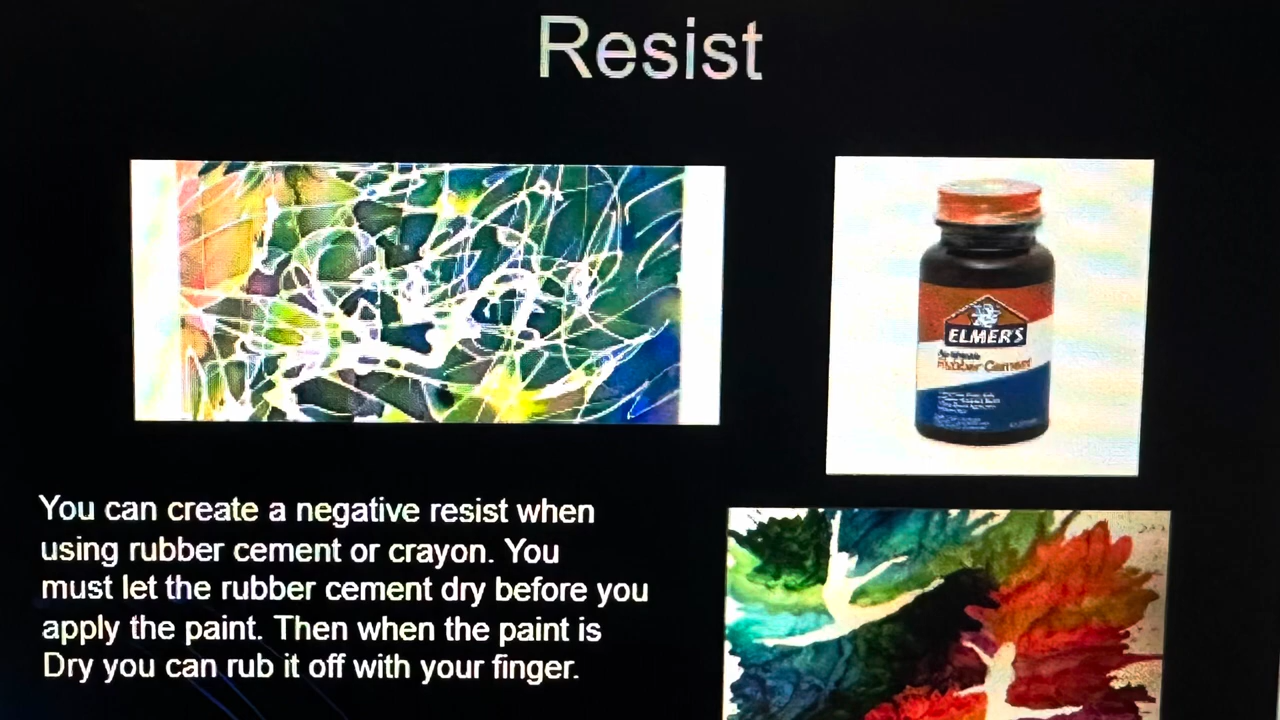 Resist
ELMER'S
Rubber Cement
You can create a negative resist when
using rubber cement or crayon. You
must let the rubber cement dry before you
apply the paint. Then when the paint is
Dry you can rub it off with your finger.